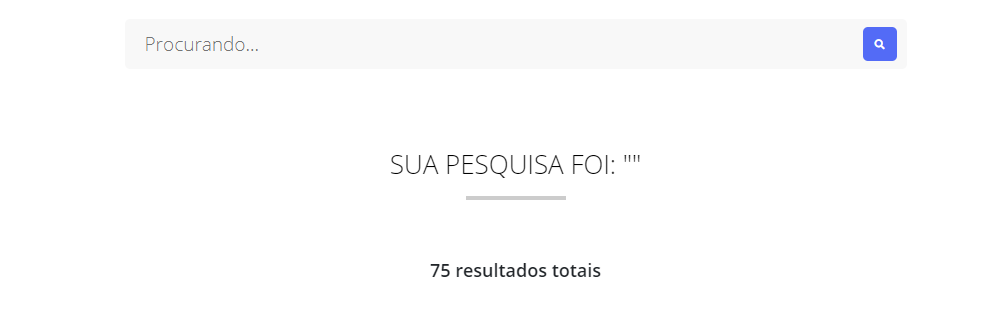 Procurando...
SUA PESQUISA FOI: ""
75 resultados totais